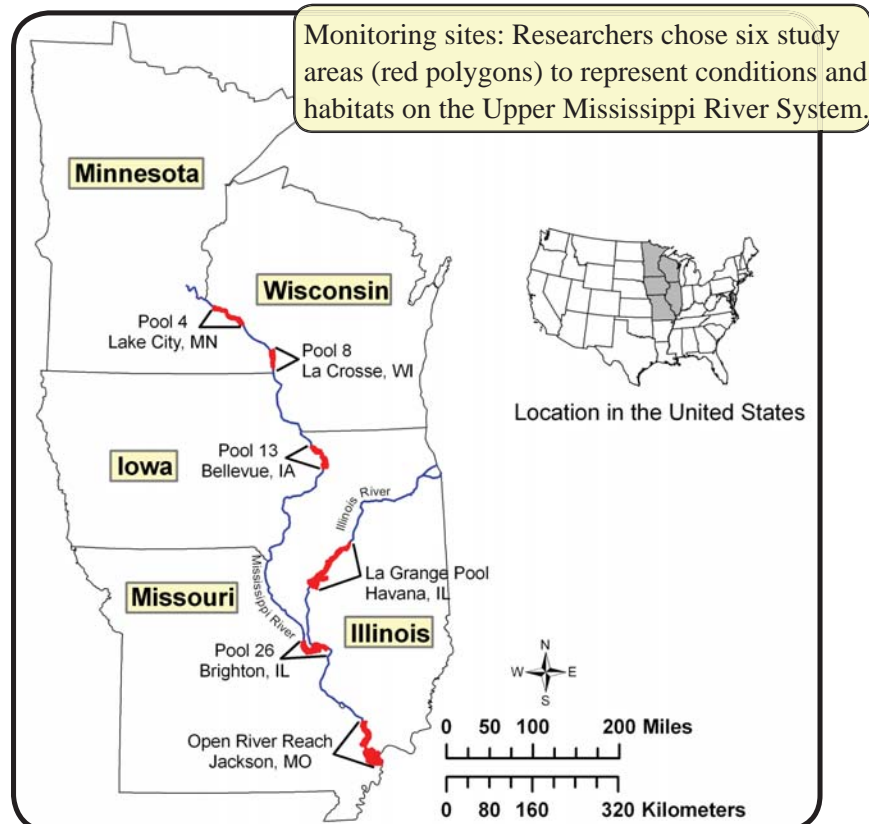 Monitoring sites: Researchers chose six study
areas (red polygons) to represent conditions and
habitats on the Upper Mississippi River System.
Minnesota
Wisconsin
Pool 4
Lake City, MN
Pool 8
La Crosse, WI
Location in the United States
Iowa
Pool 13
Bellevue, IA
Illinois River
La Grange Pool
Havana, IL
Missouri
Mississippi River
Illinois
Pool 26
Brighton, IL
N
W E
S
Open River Reach
Jackson, MO
0 50 100 200 Miles
0 80 160 320 Kilometers